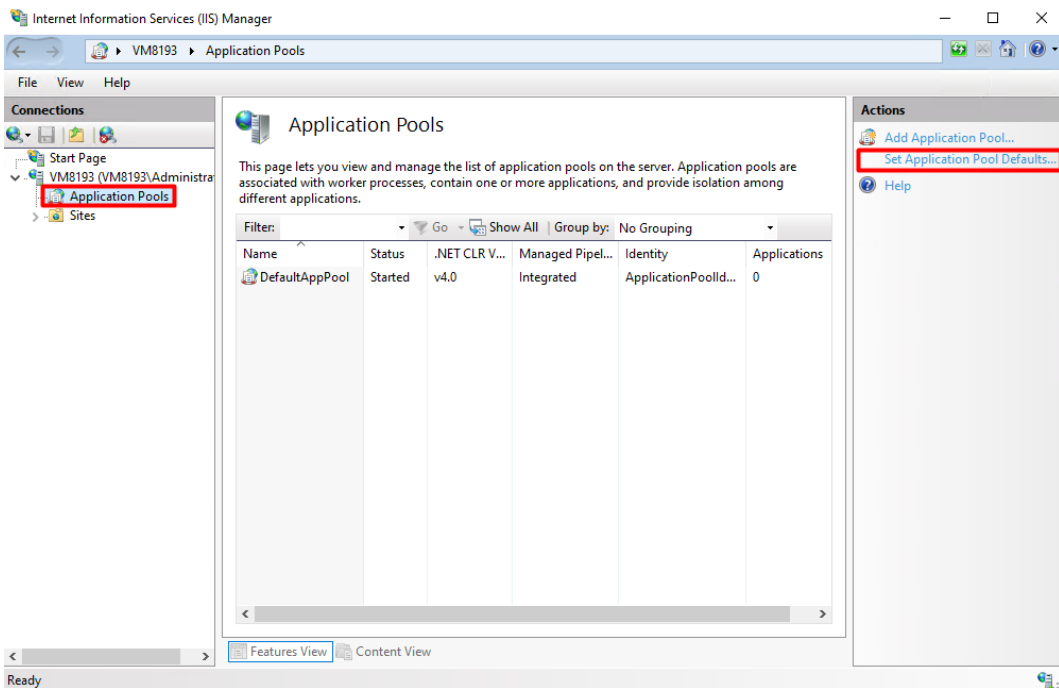 Internet Information Services (IIS) Manager
VM8193 Application Pools
File View Help
Connections
Start Page
VM8193 (VM8193\Administra
Application Pools
Sites
Application Pools
This page lets you view and manage the list of application pools on the server. Application pools are
associated with worker processes, contain one or more applications, and provide isolation among
different applications.
Filter: Go Show All Group by: No Grouping
Name Status .NET CLR V... Managed Pipel... Identity Applications
DefaultAppPool Started v4.0 Integrated ApplicationPoolId... 0
Features View Content View
Actions
Add Application Pool...
Set Application Pool Defaults...
Help
Ready